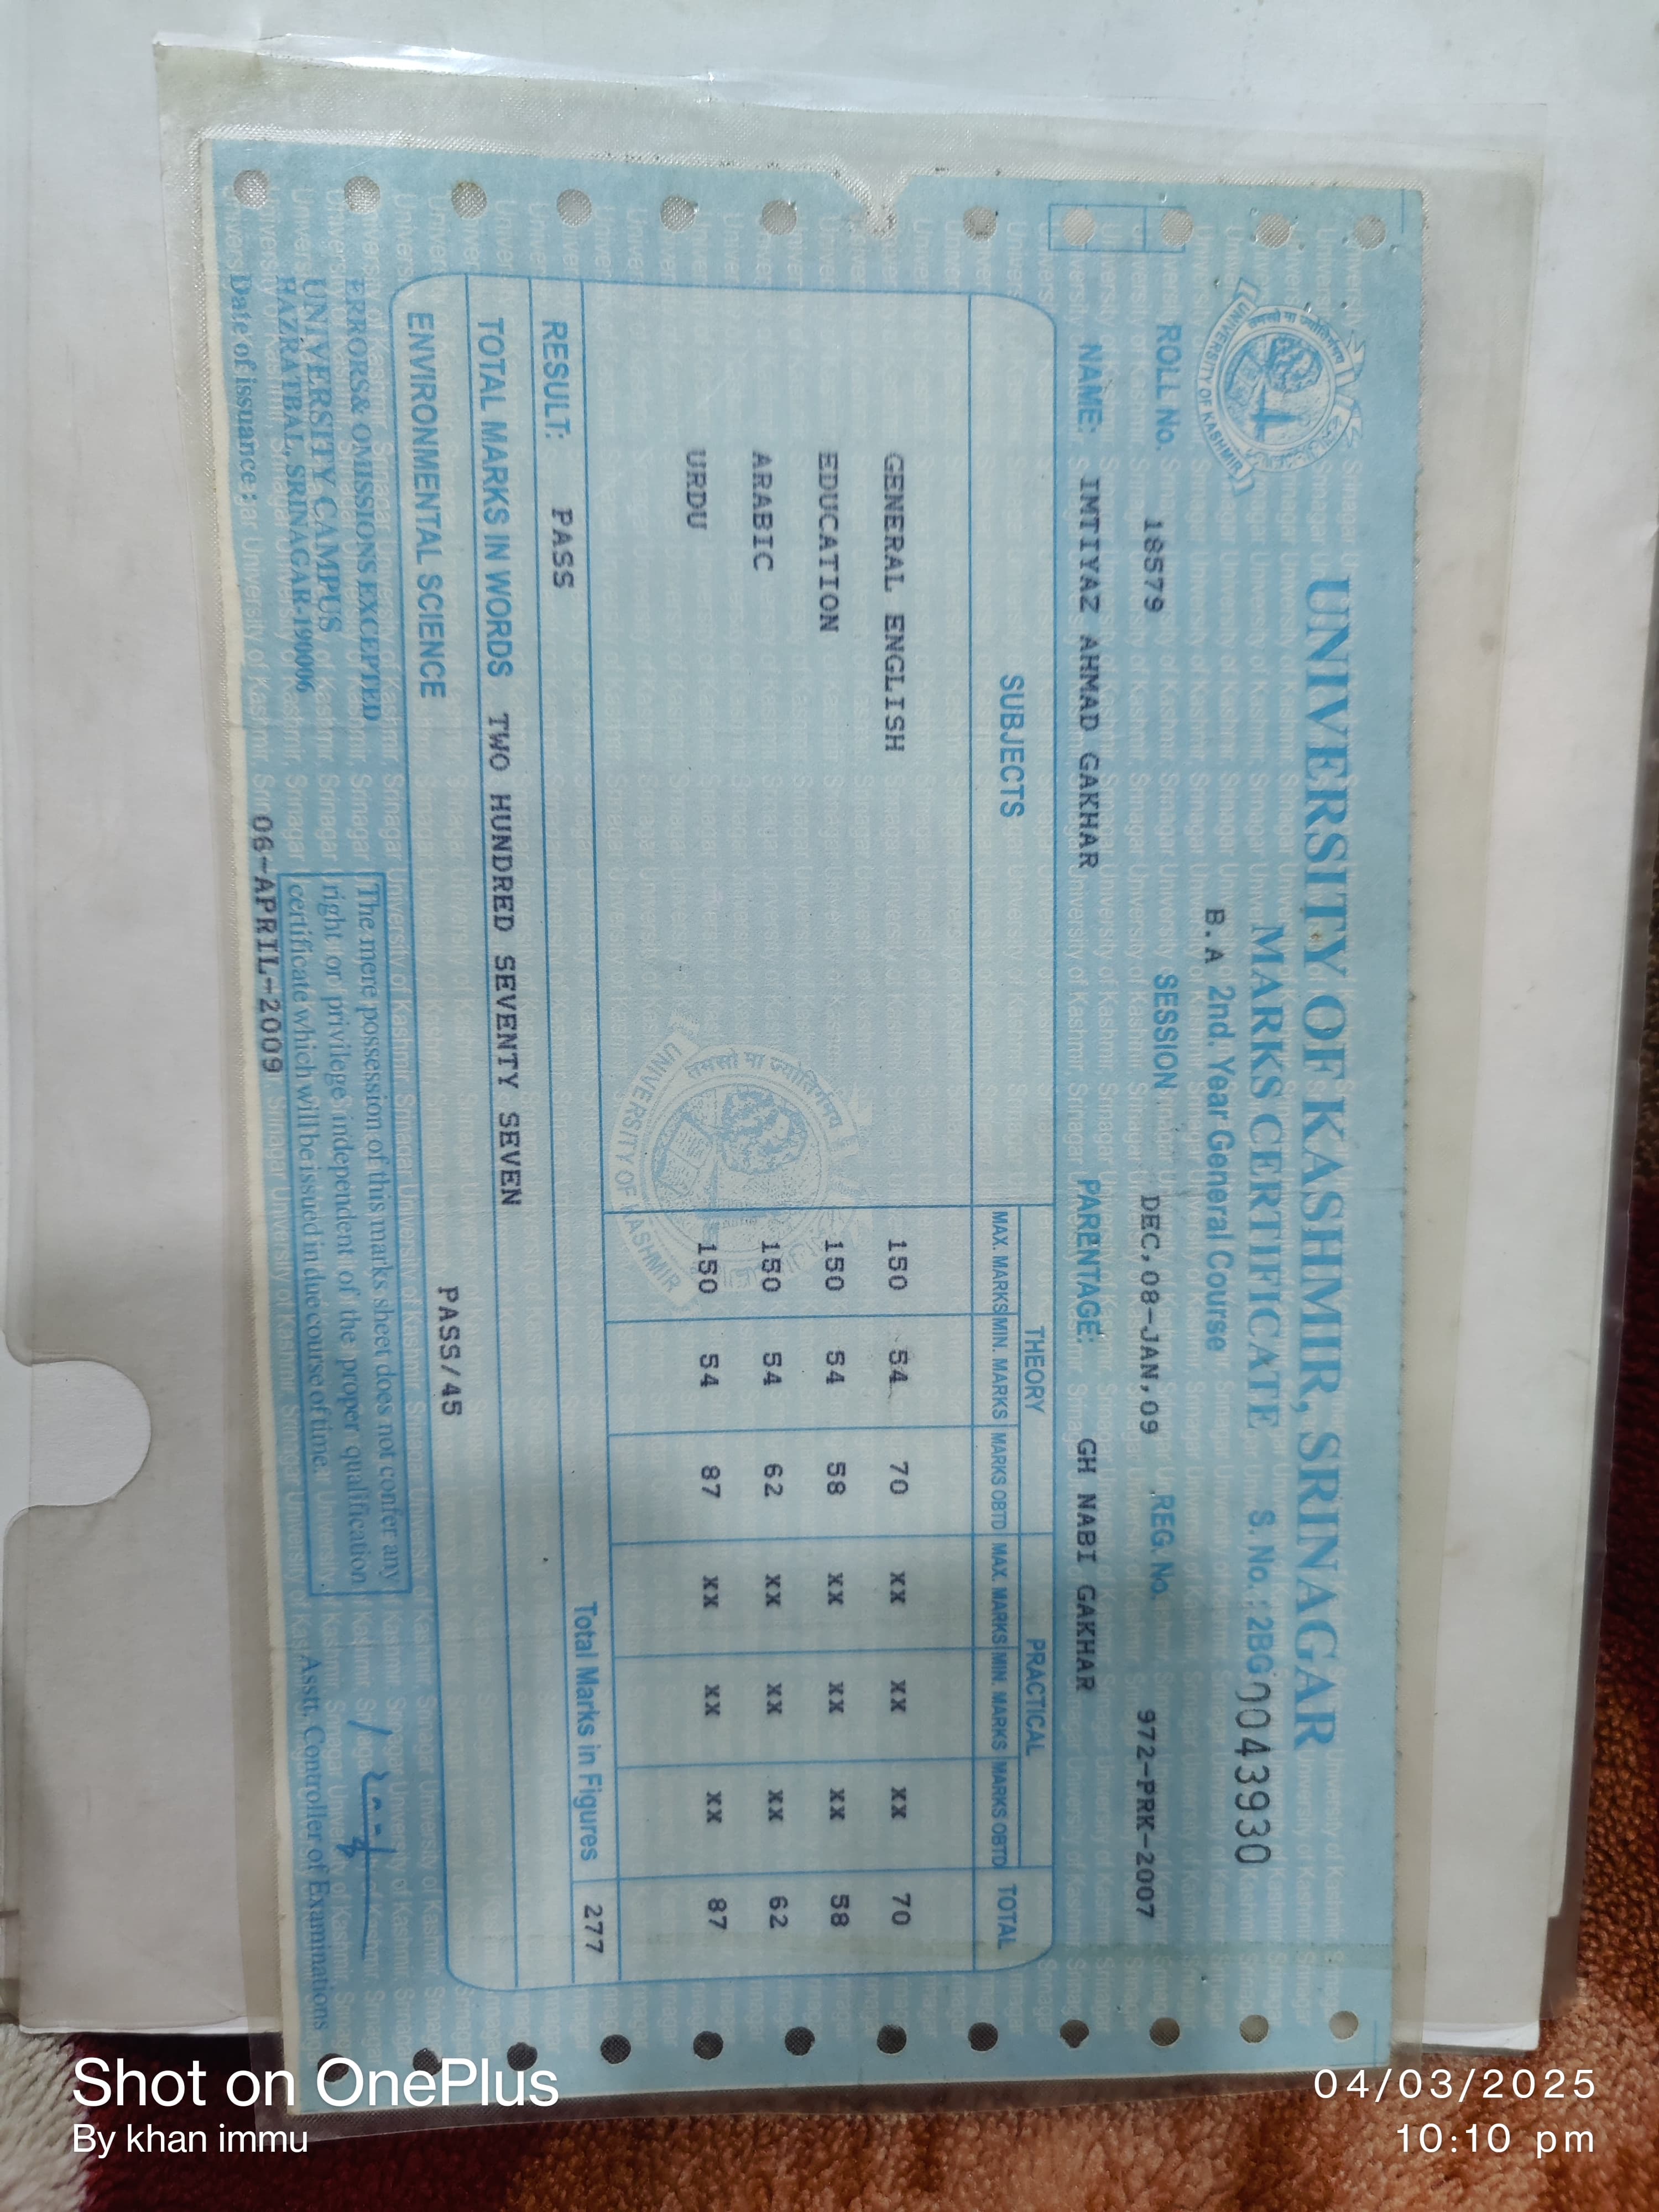 UNIVERSITY OF KASHMIR, SRINAGAR
MARKS CERTIFICATE S. No.: 2BG 0043930
B. A 2nd. Year General Course
ROLL No. 18579 SESSION DEC,08-JAN,09 REG. No. 972-PRK-2007
NAME: IMTIYAZ AHMAD GAKHAR PARENTAGE: GH NABI GAKHAR
SUBJECTS THEORY PRACTICAL TOTAL
MAX. MARKS MIN. MARKS MARKS OBTD MAX. MARKS MIN. MARKS MARKS OBTD
GENERAL ENGLISH 150 54 70 XX XX XX 70
EDUCATION 150 54 58 XX XX XX 58
ARABIC 150 54 62 XX XX XX 62
URDU 150 54 87 XX XX XX 87
तमसो मा ज्योतिर्गमय
UNIVERSITY OF KASHMIR
RESULT: PASS Total Marks in Figures 277
TOTAL MARKS IN WORDS TWO HUNDRED SEVENTY SEVEN
ENVIRONMENTAL SCIENCE PASS/45
ERRORS& OMISSIONS EXCEPTED
UNIVERSITY CAMPUS
HAZRATBAL, SRINAGAR-190006
The mere possession of this marks sheet does not confer any
right or privilege independent of the proper qualification
certificate which will be issued in due course of time.
Date of issuance: 06-APRIL-2009
Asstt. Controller of Examinations
Shot on OnePlus
By khan immu
04/03/2025
10:10 pm